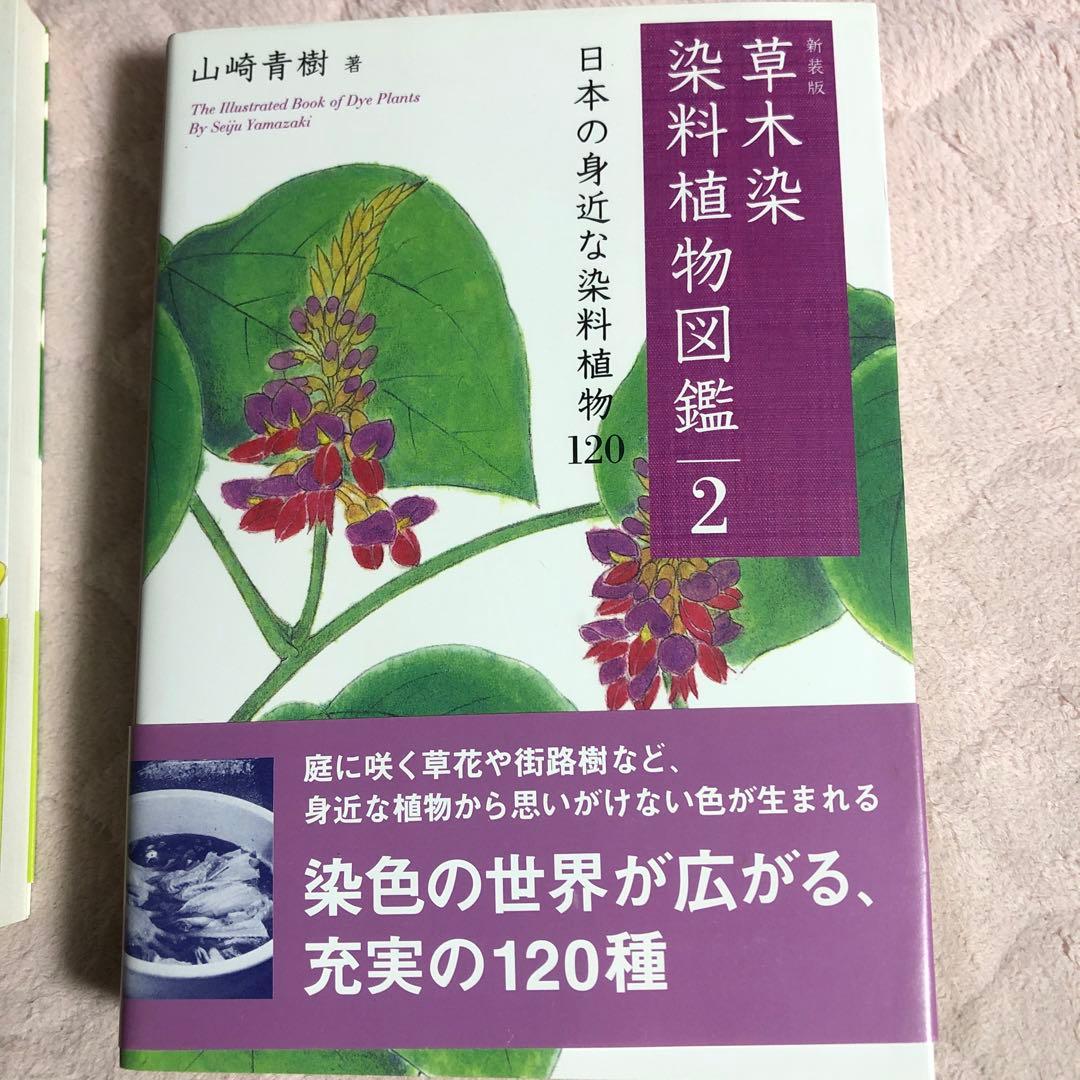 新装版
草木染
染料植物図鑑 2
日本の身近な染料植物120
山崎青樹 著
The Illustrated Book of Dye Plants
By Seiju Yamazaki
庭に咲く草花や街路樹など、
身近な植物から思いがけない色が生まれる
染色の世界が広がる、
充実の120種